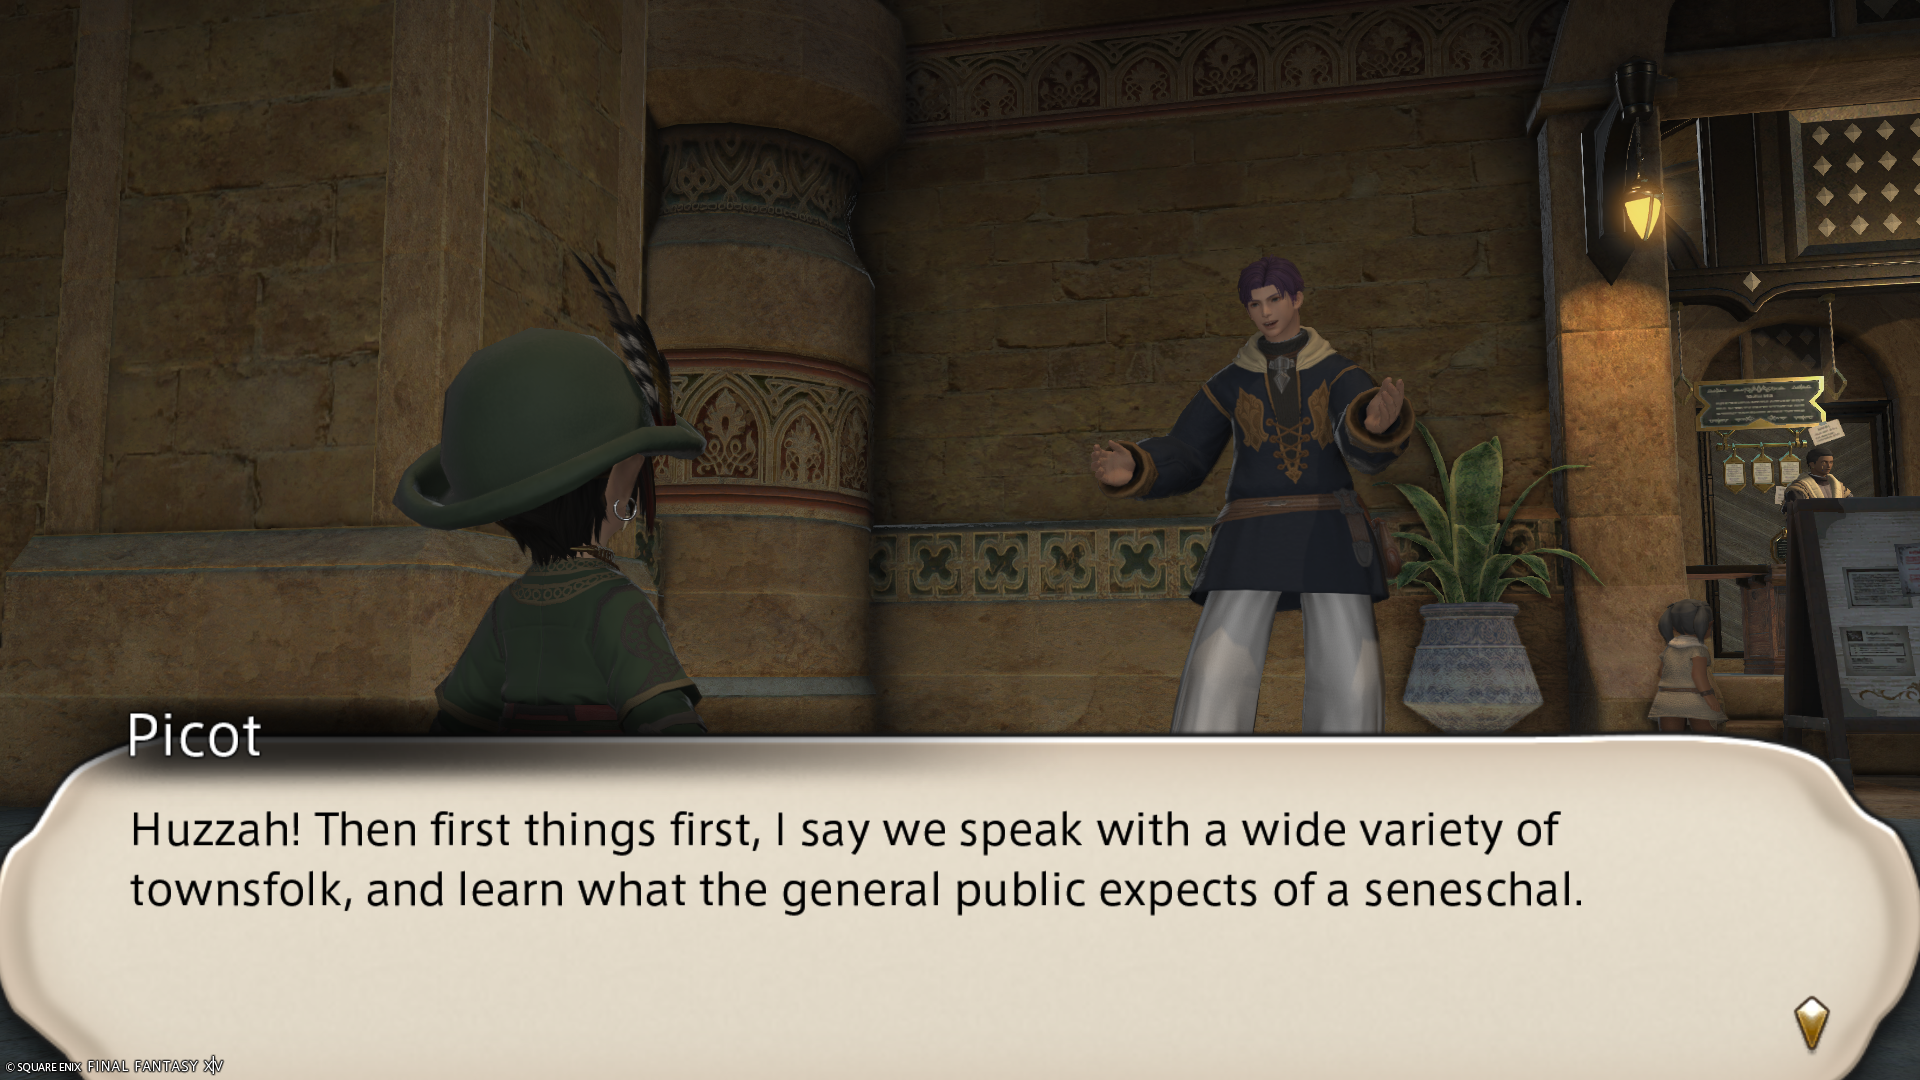 Picot
Huzzah! Then first things first, I say we speak with a wide variety of
townsfolk, and learn what the general public expects of a seneschal.
© SQUARE ENIX FINAL FANTASY XIV